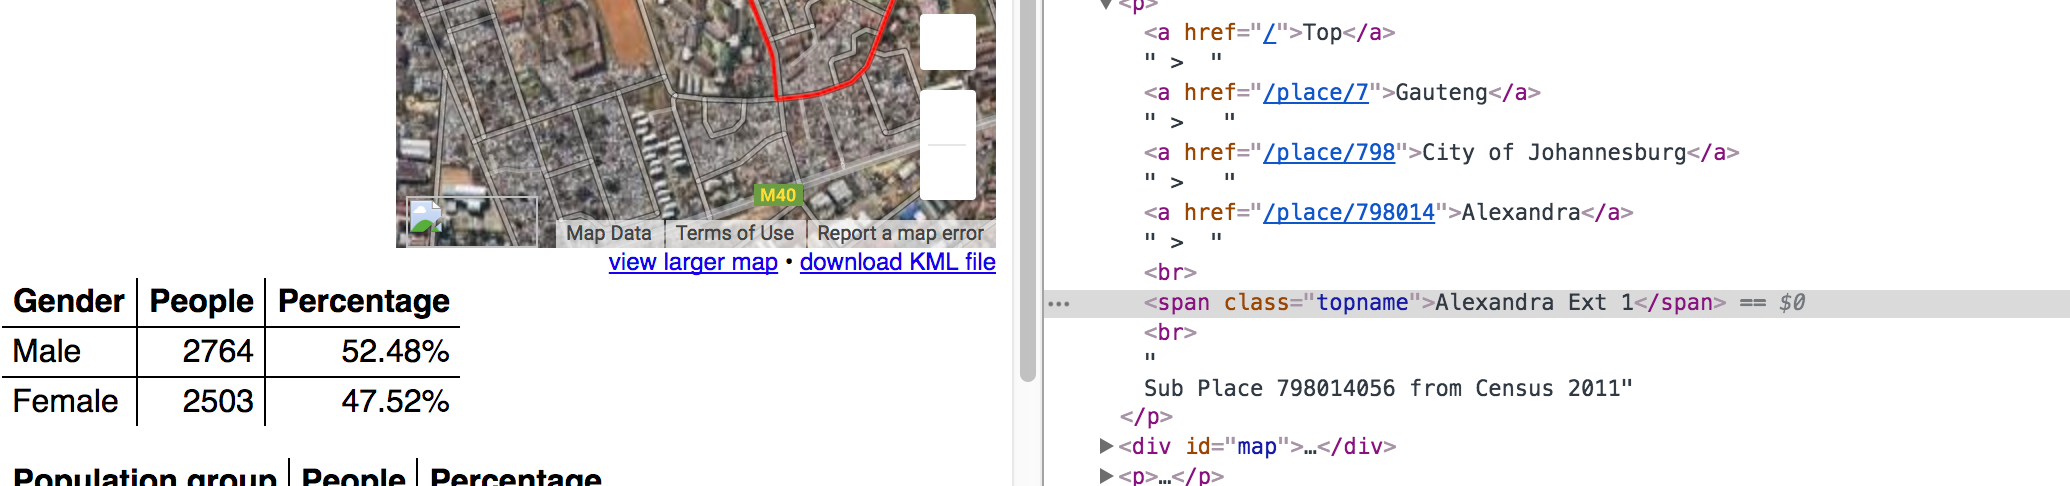 M40
Map Data
Terms of Use
Report a map error
view larger map • download KML file
Gender People Percentage
Male 2764 52.48%
Female 2503 47.52%
Population group People Percentage
<p>
<a href="/">Top</a>
" >  "
<a href="/place/7">Gauteng</a>
" >   "
<a href="/place/798">City of Johannesburg</a>
" >   "
<a href="/place/798014">Alexandra</a>
" >  "
<br>
... <span class="topname">Alexandra Ext 1</span> == $0
<br>
"
Sub Place 798014056 from Census 2011"
</p>
<div id="map">…</div>
<p>…</p>